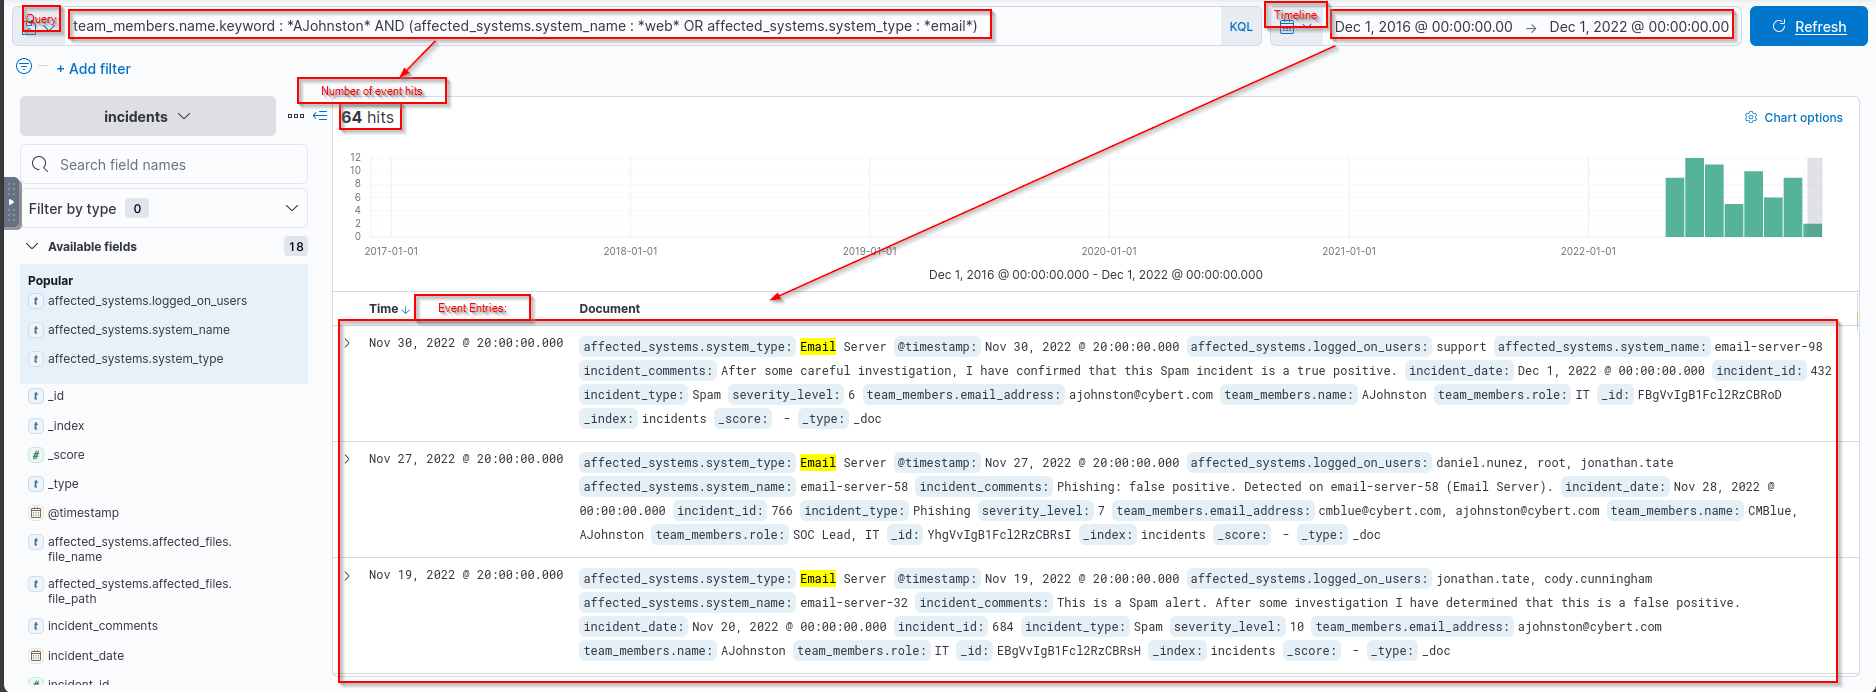 Query
team_members.name.keyword : *AJohnston* AND (affected_systems.system_name : *web* OR affected_systems.system_type : *email*)
KQL
Timeline
Dec 1, 2016 @ 00:00:00.00 → Dec 1, 2022 @ 00:00:00.00
Refresh
+ Add filter
Number of event hits
incidents
64 hits
Chart options
Search field names
Filter by type 0
Available fields 18
Popular
t affected_systems.logged_on_users
t affected_systems.system_name
t affected_systems.system_type
t _id
t _index
# _score
t _type
@timestamp
t affected_systems.affected_files.
file_name
t affected_systems.affected_files.
file_path
t incident_comments
incident_date
incident_id
12
10
8
6
4
2
0
2017-01-01 2018-01-01 2019-01-01 2020-01-01 2021-01-01 2022-01-01
Dec 1, 2016 @ 00:00:00.000 - Dec 1, 2022 @ 00:00:00.000
Time ↓ Event Entries: Document
Nov 30, 2022 @ 20:00:00.000 affected_systems.system_type: Email Server @timestamp: Nov 30, 2022 @ 20:00:00.000 affected_systems.logged_on_users: support affected_systems.system_name: email-server-98
incident_comments: After some careful investigation, I have confirmed that this Spam incident is a true positive. incident_date: Dec 1, 2022 @ 00:00:00.000 incident_id: 432
incident_type: Spam severity_level: 6 team_members.email_address: ajohnston@cybert.com team_members.name: AJohnston team_members.role: IT _id: FBgVvIgB1Fcl2RzCBRoD
_index: incidents _score: - _type: _doc
Nov 27, 2022 @ 20:00:00.000 affected_systems.system_type: Email Server @timestamp: Nov 27, 2022 @ 20:00:00.000 affected_systems.logged_on_users: daniel.nunez, root, jonathan.tate
affected_systems.system_name: email-server-58 incident_comments: Phishing: false positive. Detected on email-server-58 (Email Server). incident_date: Nov 28, 2022 @
00:00:00.000 incident_id: 766 incident_type: Phishing severity_level: 7 team_members.email_address: cmblue@cybert.com, ajohnston@cybert.com team_members.name: CMBlue,
AJohnston team_members.role: SOC Lead, IT _id: YhgVvIgB1Fcl2RzCBRsI _index: incidents _score: - _type: _doc
Nov 19, 2022 @ 20:00:00.000 affected_systems.system_type: Email Server @timestamp: Nov 19, 2022 @ 20:00:00.000 affected_systems.logged_on_users: jonathan.tate, cody.cunningham
affected_systems.system_name: email-server-32 incident_comments: This is a Spam alert. After some investigation I have determined that this is a false positive.
incident_date: Nov 20, 2022 @ 00:00:00.000 incident_id: 684 incident_type: Spam severity_level: 10 team_members.email_address: ajohnston@cybert.com
team_members.name: AJohnston team_members.role: IT _id: EBgVvIgB1Fcl2RzCBRsH _index: incidents _score: - _type: _doc